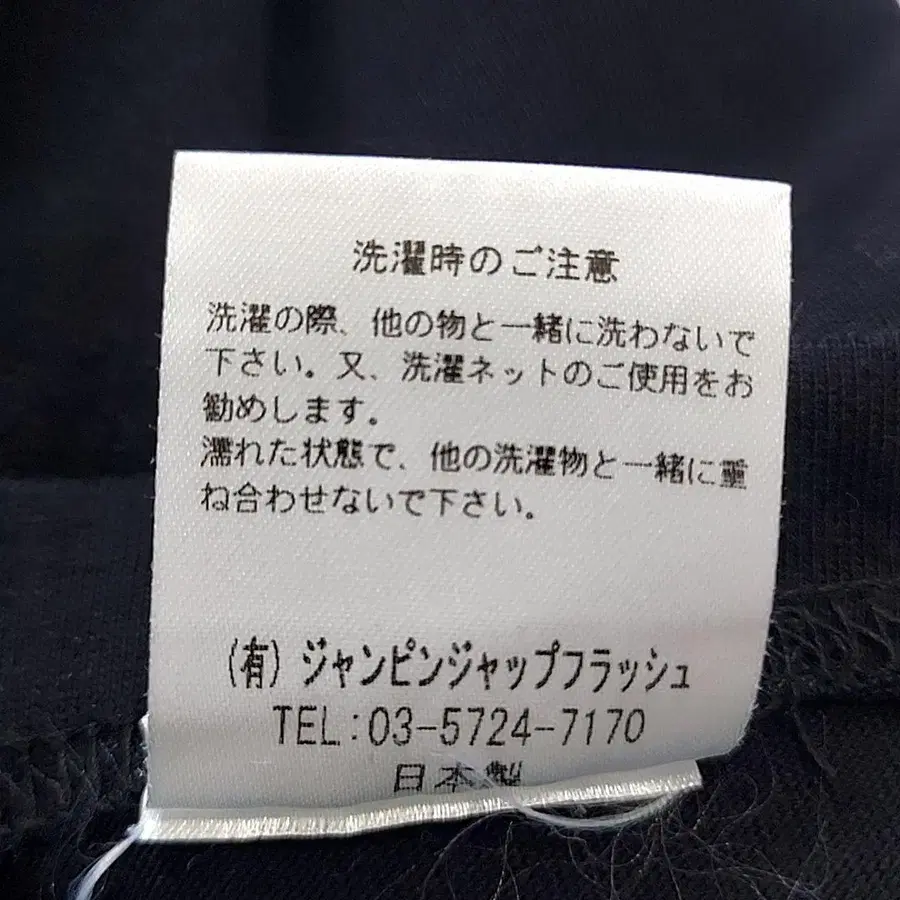 洗濯時のご注意
洗濯の際、他の物と一緒に洗わないで
下さい。又、洗濯ネットのご使用をお
勧めします。
濡れた状態で、他の洗濯物と一緒に重
ね合わせないで下さい。
(有)ジャンピンジャップフラッシュ
TEL:03-5724-7170
日本製